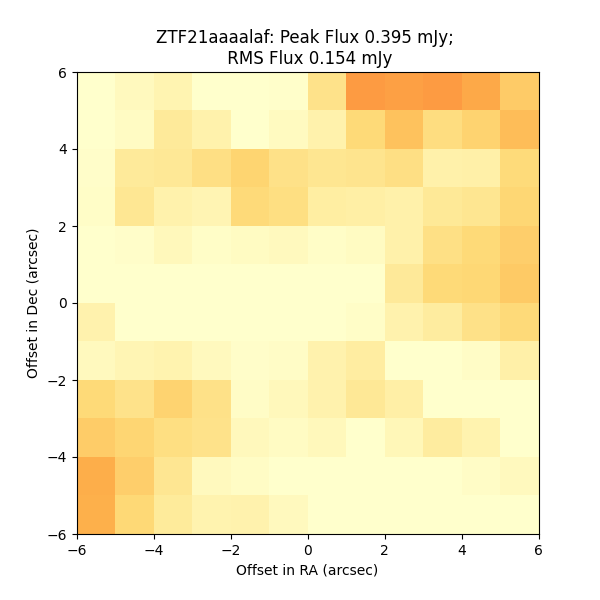 ZTF21aaaalaf: Peak Flux 0.395 mJy;
RMS Flux 0.154 mJy
6
4
2
0
−2
−4
−6
Offset in Dec (arcsec)
−6 −4 −2 0 2 4 6
Offset in RA (arcsec)